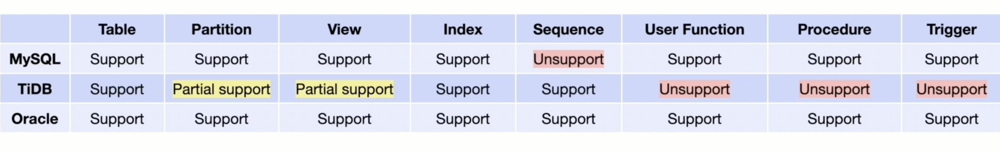 Table Partition View Index Sequence User Function Procedure Trigger
MySQL Support Support Support Support Unsupport Support Support Support
TiDB Support Partial support Partial support Support Support Unsupport Unsupport Unsupport
Oracle Support Support Support Support Support Support Support Support